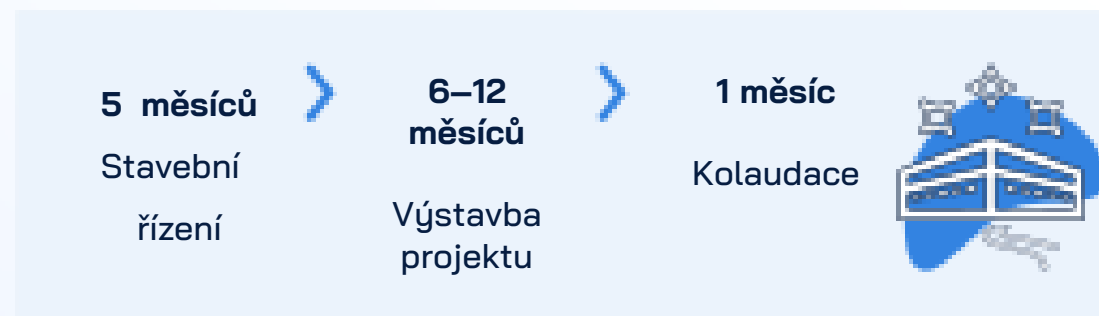 5 měsíců
Stavební
řízení
6–12
měsíců
Výstavba
projektu
1 měsíc
Kolaudace